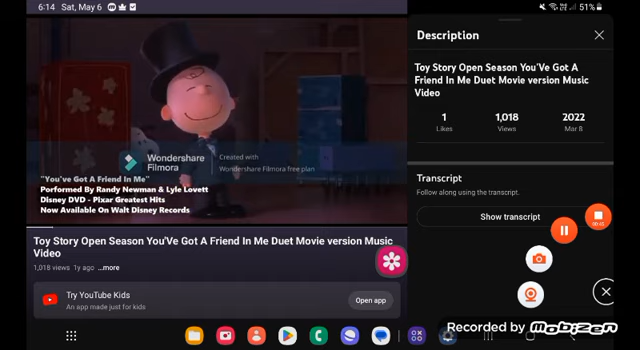 6:14 Sat, May 6
51%
Wondershare
Filmora
Created with
Wondershare Filmora free plan
"You've Got A Friend In Me"
Portormed By Randy Newman & Lyle Lovett
Disney DVD - PIxar Greatest Hits
Now Available On Walt Disney Records
Toy Story Open Season You'Ve Got A Friend In Me Duet Movie version Music
Video
1,018 views 1y ago ...more
Try YouTube Kids
An app made just for kids
Open app
Description
Toy Story Open Season You'Ve Got A
Friend In Me Duet Movie version Music
Video
1 1,018 2022
Likes Views Mar 8
Transcript
Follow along using the transcript.
Show transcript
Recorded by Mobizen